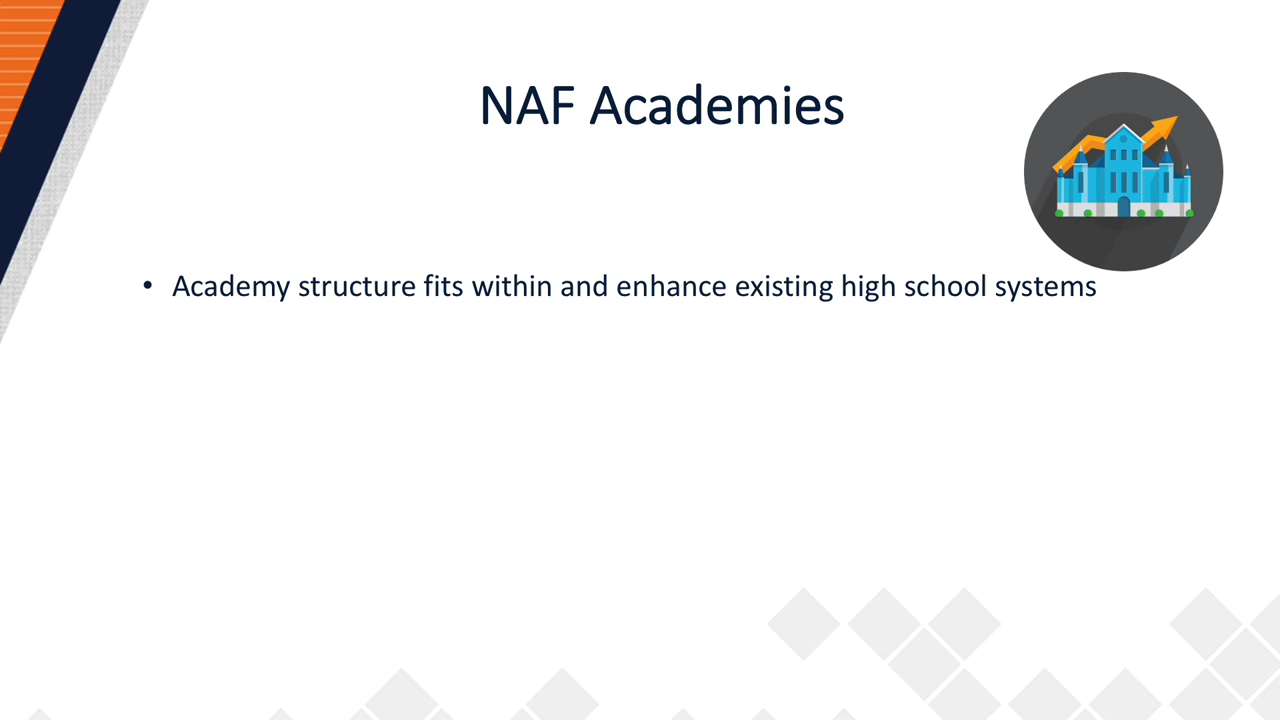 NAF Academies
• Academy structure fits within and enhance existing high school systems